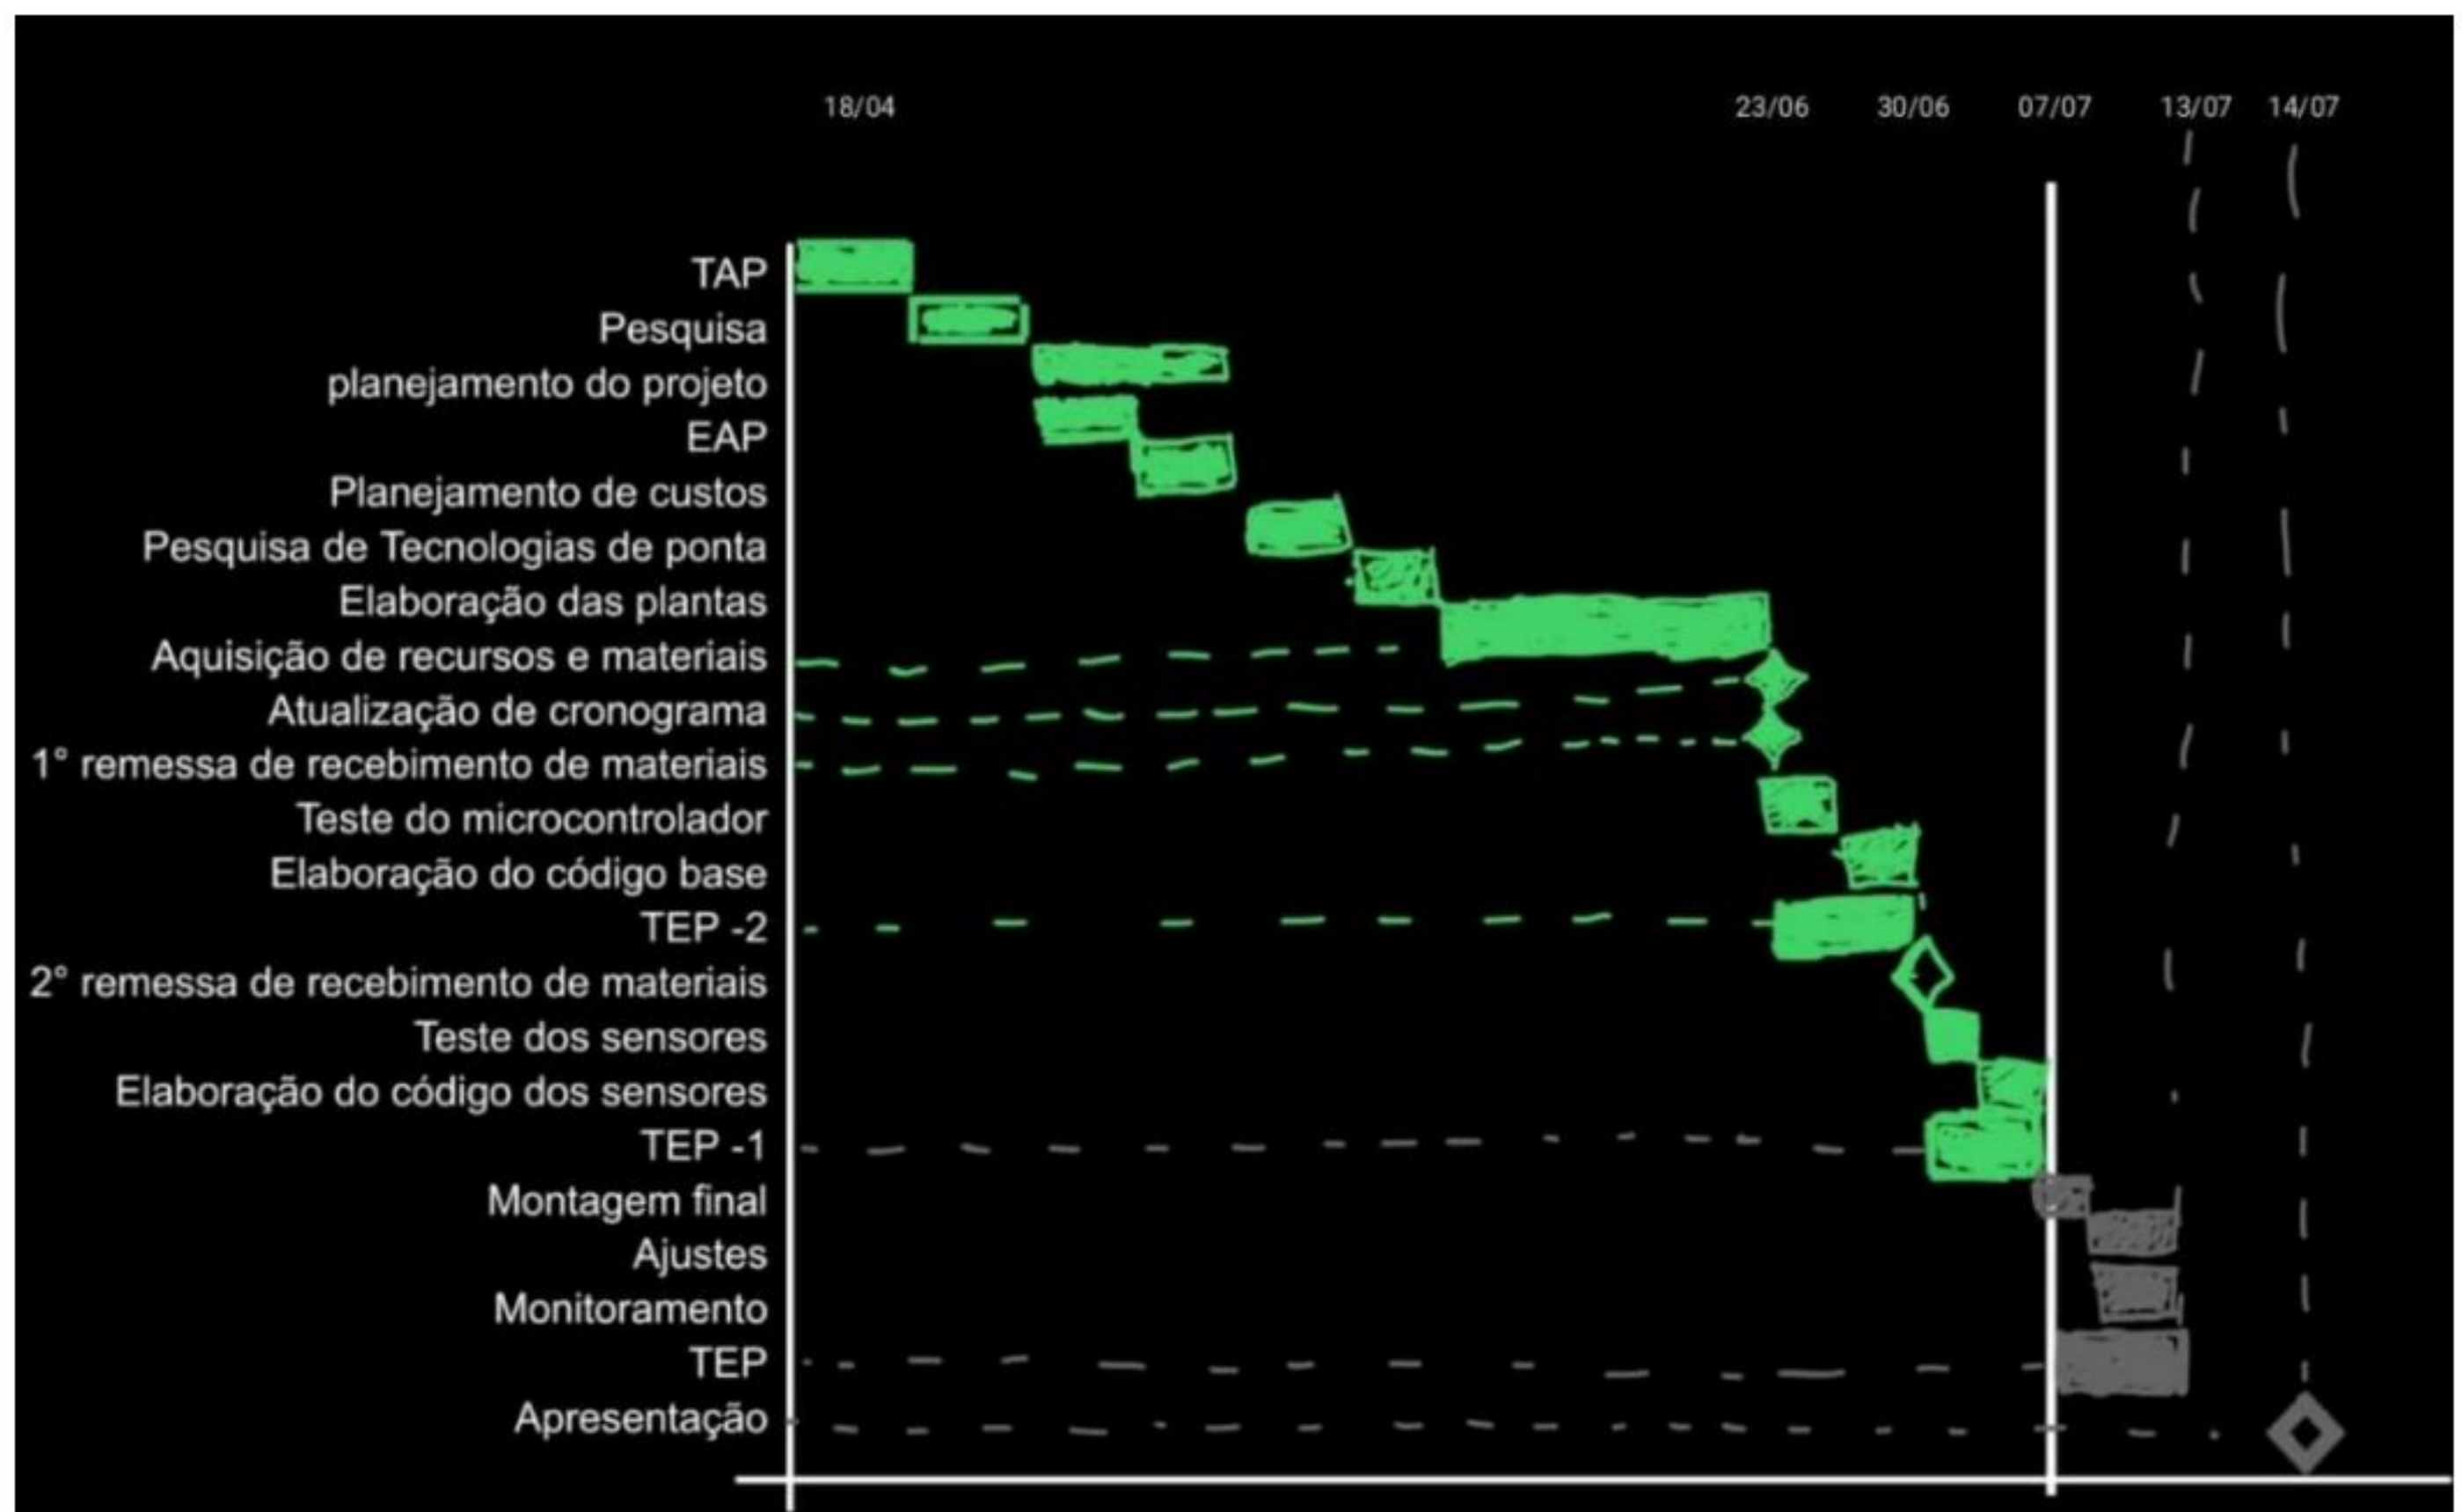 18/04 23/06 30/06 07/07 13/07 14/07
TAP
Pesquisa
planejamento do projeto
EAP
Planejamento de custos
Pesquisa de Tecnologias de ponta
Elaboração das plantas
Aquisição de recursos e materiais
Atualização de cronograma
1° remessa de recebimento de materiais
Teste do microcontrolador
Elaboração do código base
TEP -2
2° remessa de recebimento de materiais
Teste dos sensores
Elaboração do código dos sensores
TEP -1
Montagem final
Ajustes
Monitoramento
TEP
Apresentação